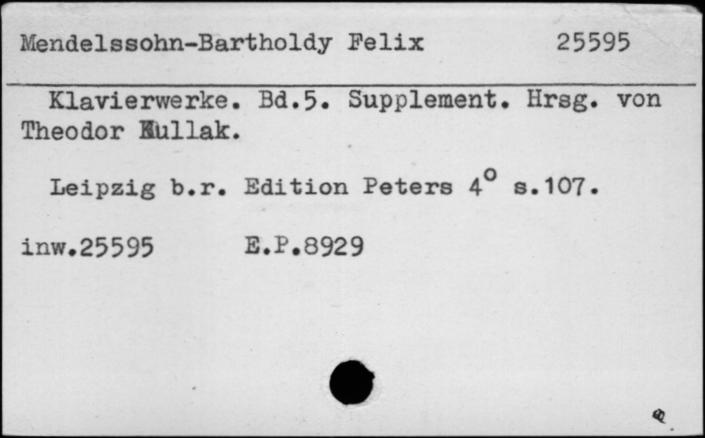 Mendelssohn-Bartholdy Felix 25595
Klavierwerke. Bd.5. Supplement. Hrsg. von
Theodor Kullak.
Leipzig b.r. Edition Peters 4° s.107.
inw.25595 E.P.8929